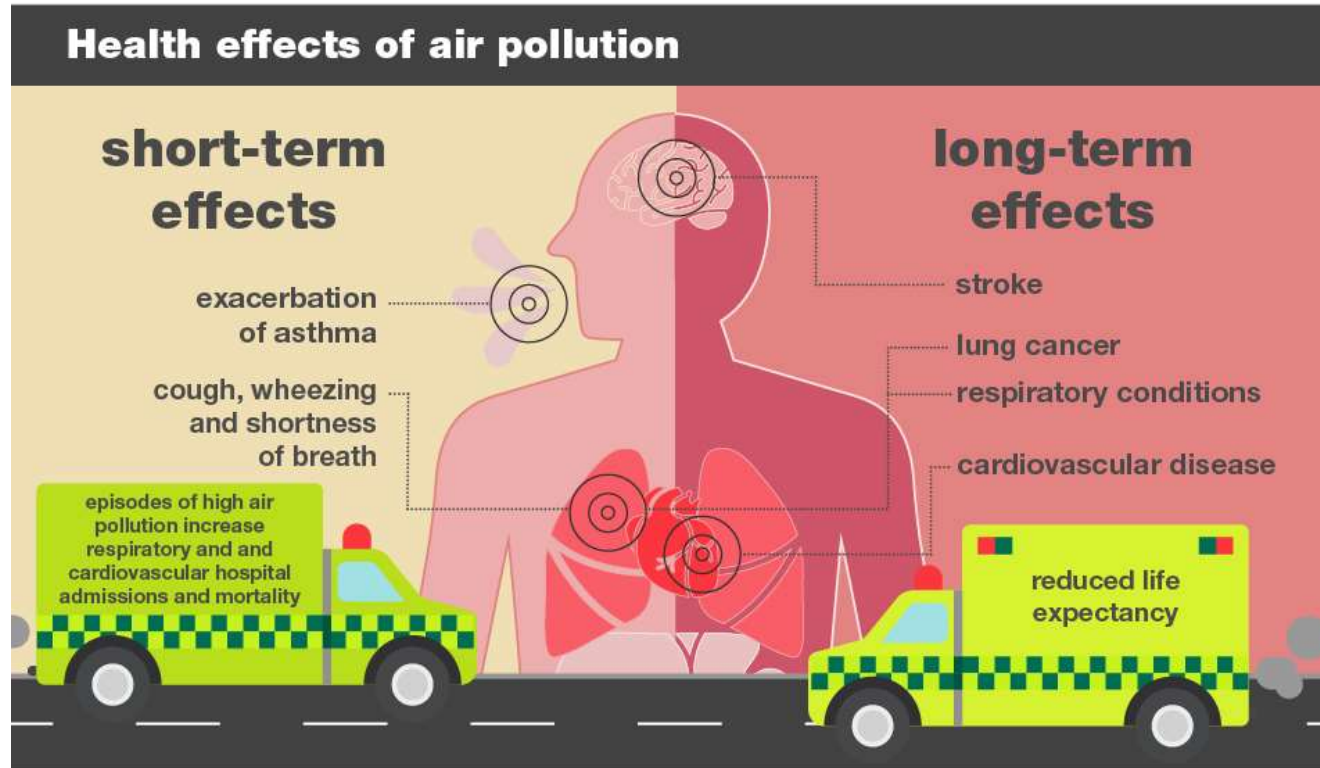 Health effects of air pollution
short-term
effects
exacerbation
of asthma
cough, wheezing
and shortness
of breath
episodes of high air
pollution increase
respiratory and and
cardiovascular hospital
admissions and mortality
long-term
effects
stroke
lung cancer
respiratory conditions
cardiovascular disease
reduced life
expectancy